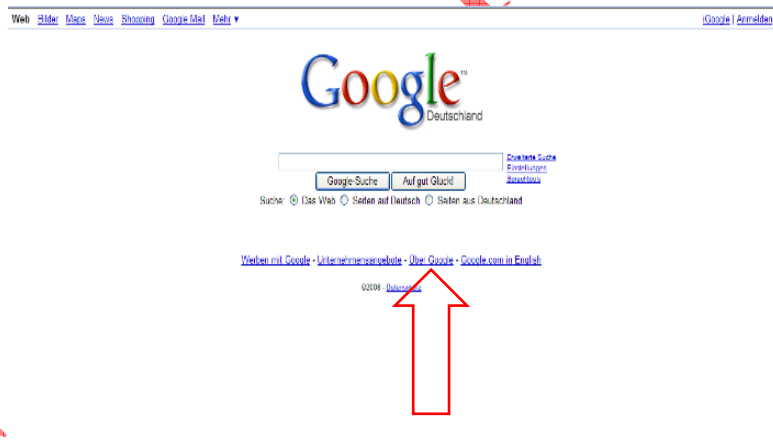 Web Bilder Maps News Shopping Google Mail Mehr ▼ iGoogle | Anmelden
Google™
Deutschland
Erweiterte Suche
Einstellungen
Sprachtools
Google-Suche Auf gut Glück!
Suche: Das Web Seiten auf Deutsch Seiten aus Deutschland
Werben mit Google - Unternehmensangebote - Über Google - Google.com in English
©2008 - Datenschutz